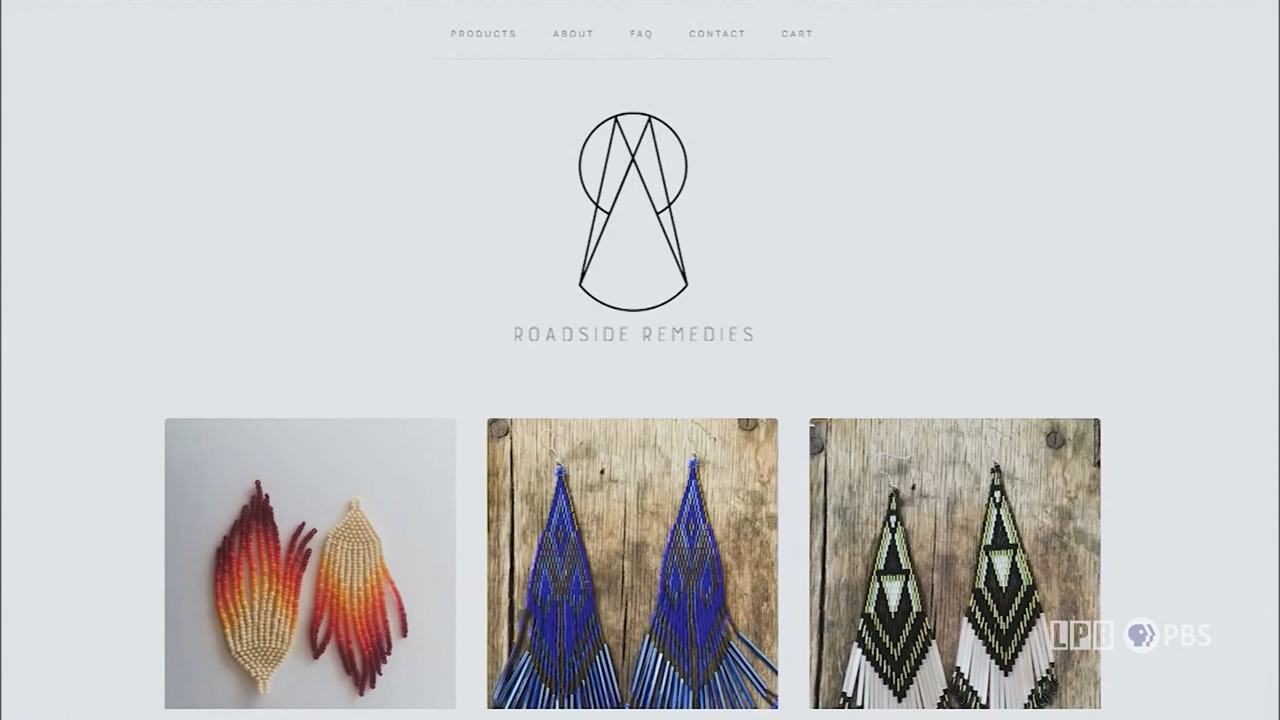 PRODUCTS ABOUT FAQ CONTACT CART
ROADSIDE REMEDIES
LPB PBS